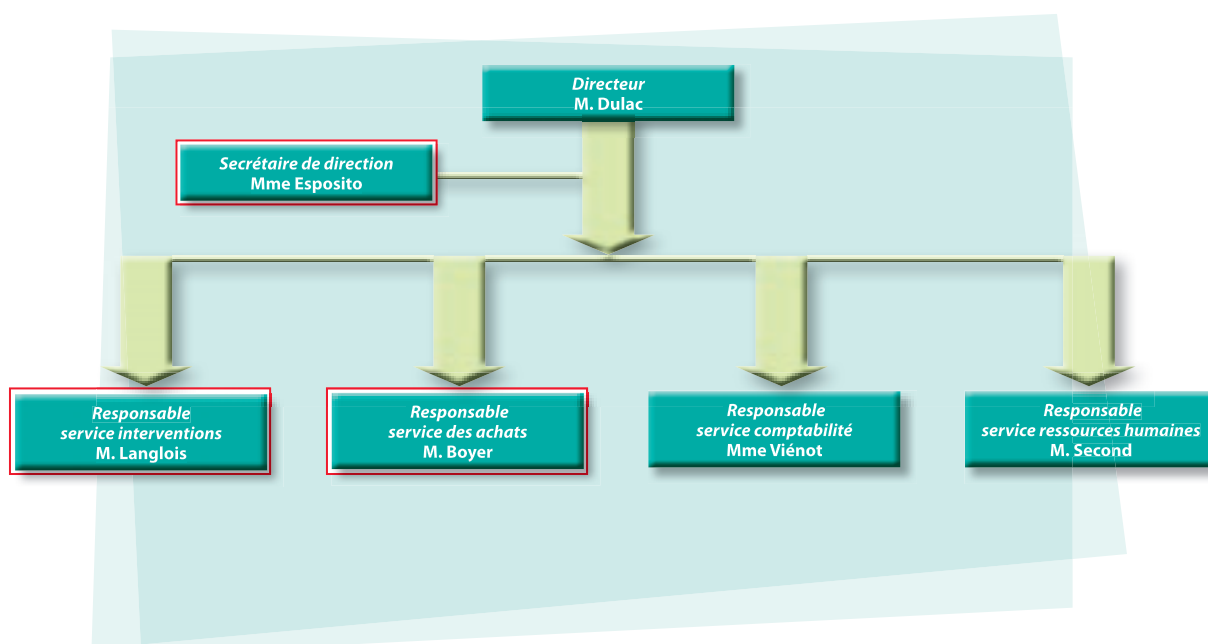 Directeur
M. Dulac
Secrétaire de direction
Mme Esposito
Responsable
service interventions
M. Langlois
Responsable
service des achats
M. Boyer
Responsable
service comptabilité
Mme Viénot
Responsable
service ressources humaines
M. Second